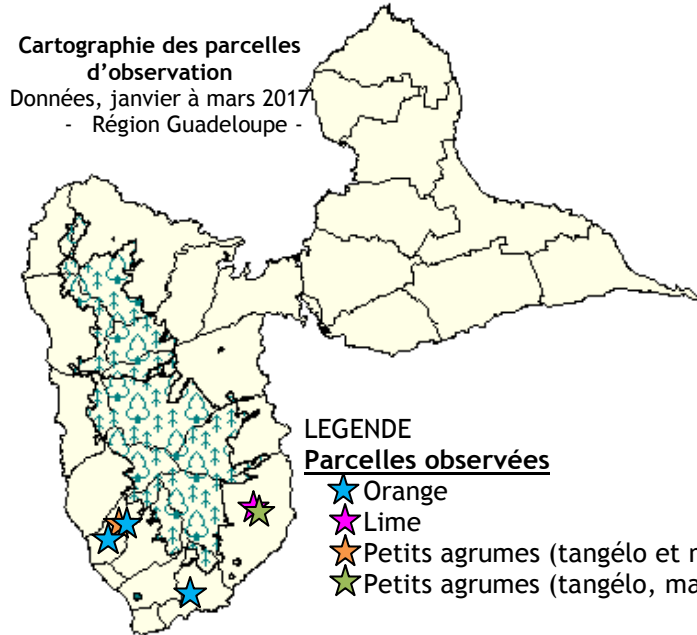 Cartographie des parcelles
d’observation
Données, janvier à mars 2017
- Région Guadeloupe -
LEGENDE
Parcelles observées
Orange
Lime
Petits agrumes (tangélo et
Petits agrumes (tangélo,